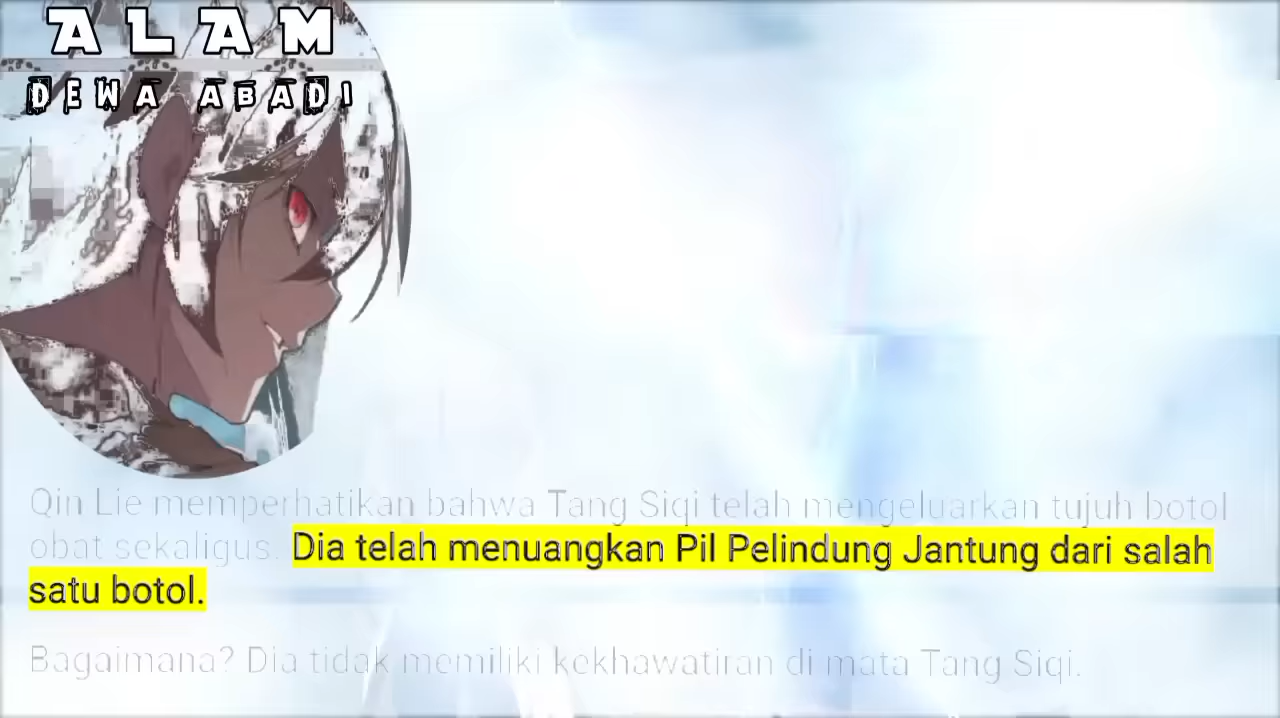 ALAM
DEWA ABADI
Qin Lie memperhatikan bahwa Tang Siqi telah mengeluarkan tujuh botol
obat sekaligus. Dia telah menuangkan Pil Pelindung Jantung dari salah
satu botol.
Bagaimana? Dia tidak memiliki kekhawatiran di mata Tang Siqi.